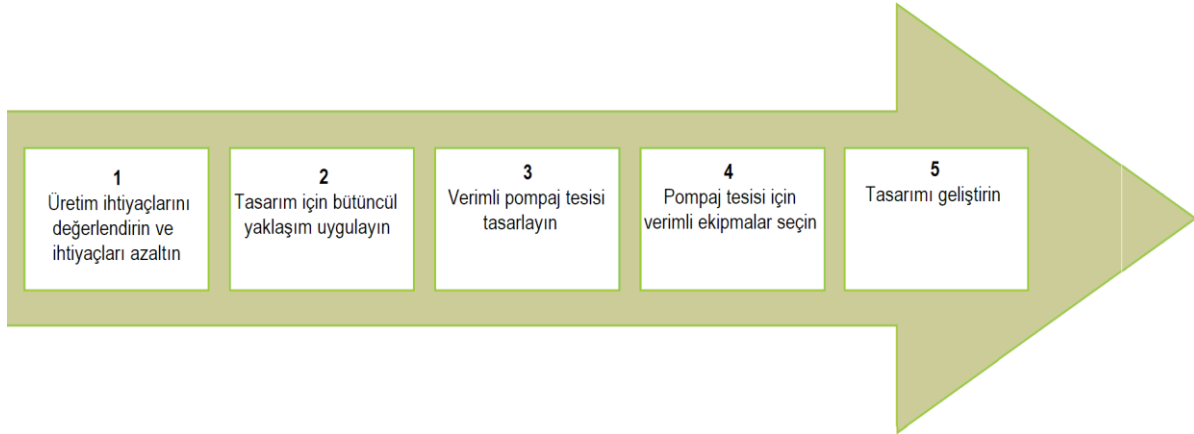 1
Üretim ihtiyaçlarını
değerlendirin ve
ihtiyaçları azaltın
2
Tasarım için bütüncül
yaklaşım uygulayın
3
Verimli pompaj tesisi
tasarlayın
4
Pompaj tesisi için
verimli ekipmalar seçin
5
Tasarımı geliştirin